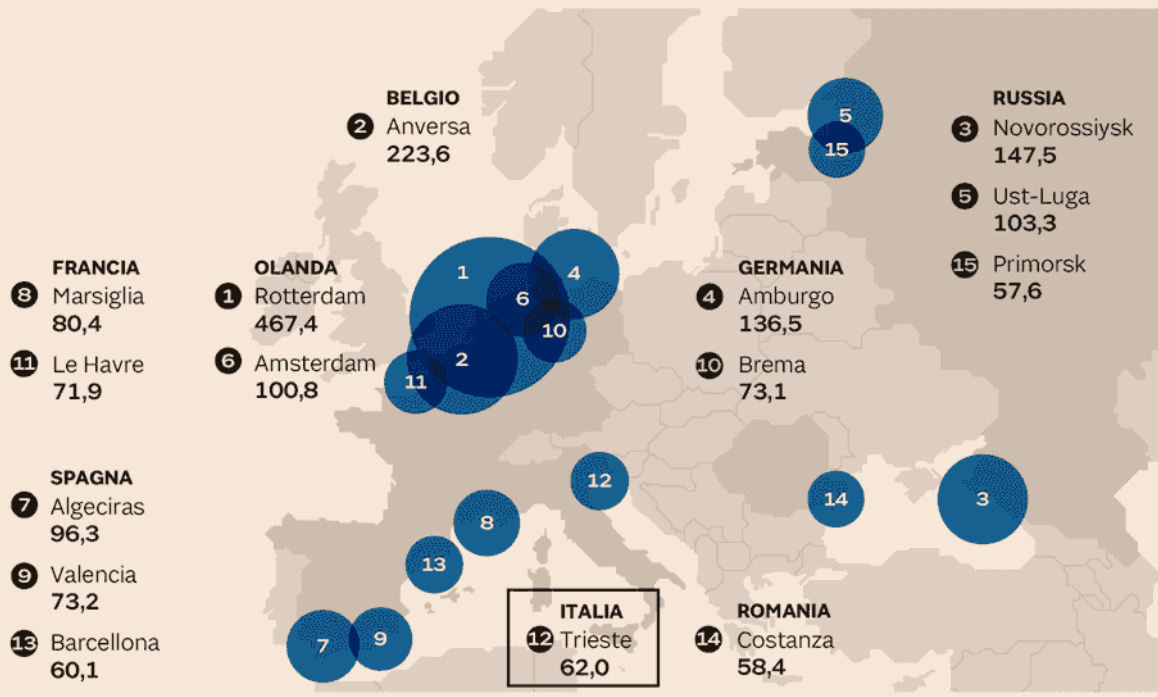 BELGIO
2 Anversa
223,6
RUSSIA
3 Novorossiysk
147,5
5 Ust-Luga
103,3
15 Primorsk
57,6
FRANCIA
8 Marsiglia
80,4
11 Le Havre
71,9
OLANDA
1 Rotterdam
467,4
6 Amsterdam
100,8
GERMANIA
4 Amburgo
136,5
10 Brema
73,1
SPAGNA
7 Algeciras
96,3
9 Valencia
73,2
13 Barcellona
60,1
ITALIA
12 Trieste
62,0
ROMANIA
14 Costanza
58,4
5
15
1
4
6
10
2
11
12
8
13
14
3
7
9